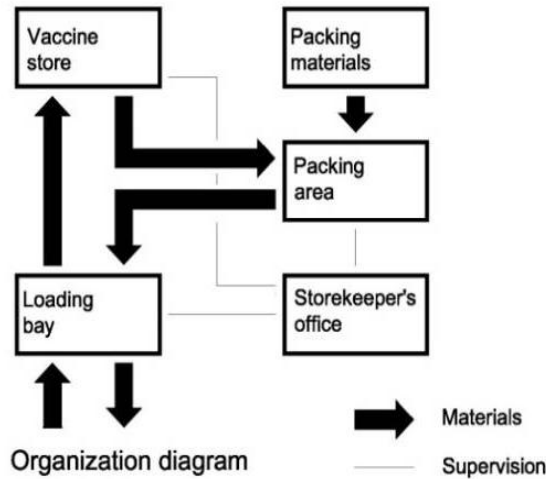 Vaccine
store
Packing
materials
Packing
area
Loading
bay
Storekeeper's
office
Materials
Organization diagram
Supervision